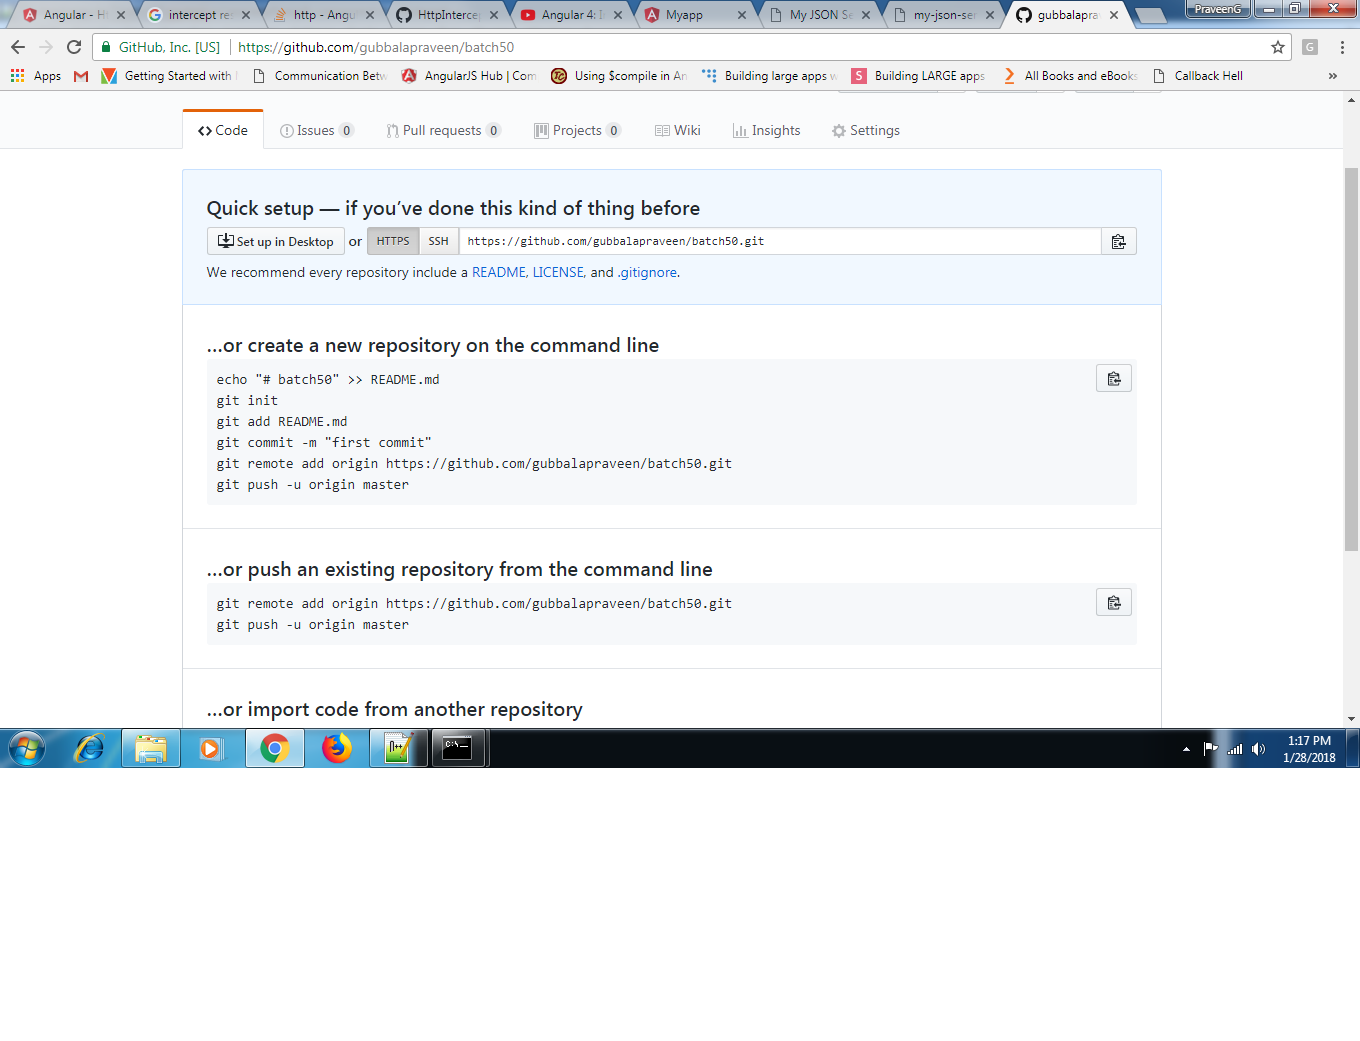 Angular - Ht
intercept res
http - Angu
HttpIntercep
Angular 4: I
Myapp
My JSON Se
my-json-ser
gubbalaprav
PraveenG
GitHub, Inc. [US]
https://github.com/gubbalapraveen/batch50
Apps
Getting Started with
Communication Betw
AngularJS Hub | Com
Using $compile in An
Building large apps w
Building LARGE apps
All Books and eBooks
Callback Hell
»
Code
Issues 0
Pull requests 0
Projects 0
Wiki
Insights
Settings
Quick setup — if you’ve done this kind of thing before
Set up in Desktop or HTTPS SSH https://github.com/gubbalapraveen/batch50.git
We recommend every repository include a README, LICENSE, and .gitignore.
…or create a new repository on the command line
echo "# batch50" >> README.md
git init
git add README.md
git commit -m "first commit"
git remote add origin https://github.com/gubbalapraveen/batch50.git
git push -u origin master
…or push an existing repository from the command line
git remote add origin https://github.com/gubbalapraveen/batch50.git
git push -u origin master
…or import code from another repository
1:17 PM
1/28/2018